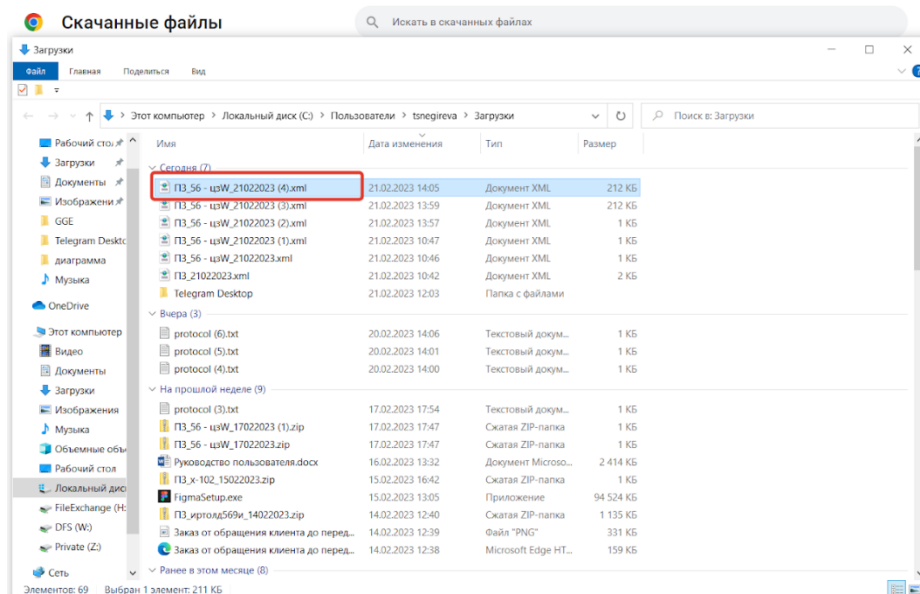 Скачанные файлы
Искать в скачанных файлах
Загрузки
Файл Главная Поделиться Вид
Этот компьютер > Локальный диск (C:) > Пользователи > tsnegireva > Загрузки
Поиск в: Загрузки
Имя Дата изменения Тип Размер
Рабочий стол
Загрузки
Документы
Изображени
GGE
Telegram Deskto
диаграмма
Музыка
OneDrive
Этот компьютер
Видео
Документы
Загрузки
Изображения
Музыка
Объемные объ
Рабочий стол
Локальный дис
FileExchange (H:
DFS (W:)
Private (Z:)
Сеть
Сегодня (7)
ПЗ_56 - цзW_21022023 (4).xml 21.02.2023 14:05 Документ XML 212 КБ
ПЗ_56 - цзW_21022023 (3).xml 21.02.2023 13:59 Документ XML 212 КБ
ПЗ_56 - цзW_21022023 (2).xml 21.02.2023 13:57 Документ XML 1 КБ
ПЗ_56 - цзW_21022023 (1).xml 21.02.2023 10:47 Документ XML 1 КБ
ПЗ_56 - цзW_21022023.xml 21.02.2023 10:46 Документ XML 1 КБ
ПЗ_21022023.xml 21.02.2023 10:42 Документ XML 2 КБ
Telegram Desktop 21.02.2023 12:03 Папка с файлами
Вчера (3)
protocol (6).txt 20.02.2023 14:06 Текстовый докум... 1 КБ
protocol (5).txt 20.02.2023 14:01 Текстовый докум... 1 КБ
protocol (4).txt 20.02.2023 14:00 Текстовый докум... 1 КБ
На прошлой неделе (9)
protocol (3).txt 17.02.2023 17:54 Текстовый докум... 1 КБ
ПЗ_56 - цзW_17022023 (1).zip 17.02.2023 17:47 Сжатая ZIP-папка 1 КБ
ПЗ_56 - цзW_17022023.zip 17.02.2023 17:47 Сжатая ZIP-папка 1 КБ
Руководство пользователя.docx 16.02.2023 13:32 Документ Microso... 2 414 КБ
ПЗ_х-102_15022023.zip 15.02.2023 16:42 Сжатая ZIP-папка 1 КБ
FigmaSetup.exe 15.02.2023 13:05 Приложение 94 524 КБ
ПЗ_иртолд569и_14022023.zip 14.02.2023 12:40 Сжатая ZIP-папка 1 135 КБ
Заказ от обращения клиента до перед... 14.02.2023 12:39 Файл "PNG" 331 КБ
Заказ от обращения клиента до перед... 14.02.2023 12:38 Microsoft Edge HT... 159 КБ
Ранее в этом месяце (8)
Элементов: 69 Выбран 1 элемент: 211 КБ